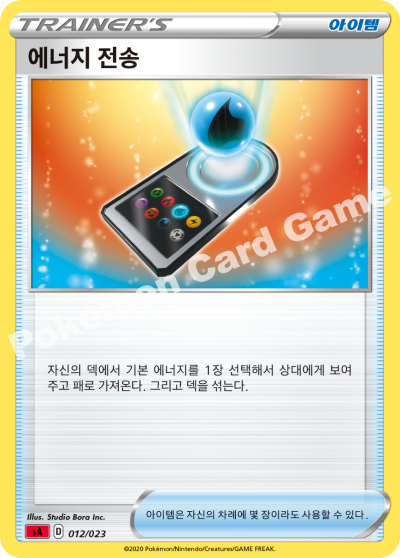 TRAINER'S 아이템
에너지 전송
Pokémon Card Game
자신의 덱에서 기본 에너지를 1장 선택해서 상대에게 보여
주고 패로 가져온다. 그리고 덱을 섞는다.
Illus. Studio Bora Inc.
sA D 012/023
아이템은 자신의 차례에 몇 장이라도 사용할 수 있다.
©2020 Pokémon/Nintendo/Creatures/GAME FREAK.